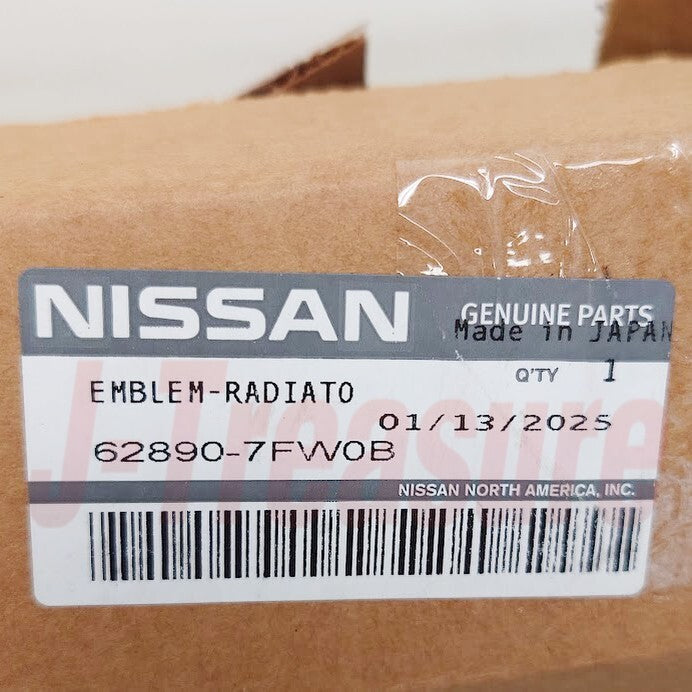 NISSAN GENUINE PARTS
Made in JAPAN
Q'TY 1
EMBLEM-RADIATO
01/13/2025
62890-7FW0B
NISSAN NORTH AMERICA, INC.
J-Treasure